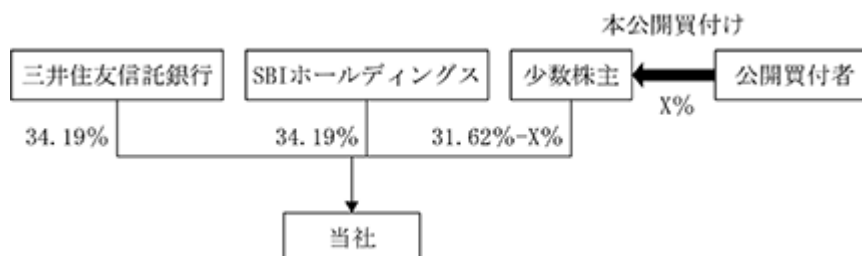 本公開買付け
三井住友信託銀行
SBIホールディングス
少数株主
公開買付者
X%
34.19%
34.19%
31.62%-X%
当社